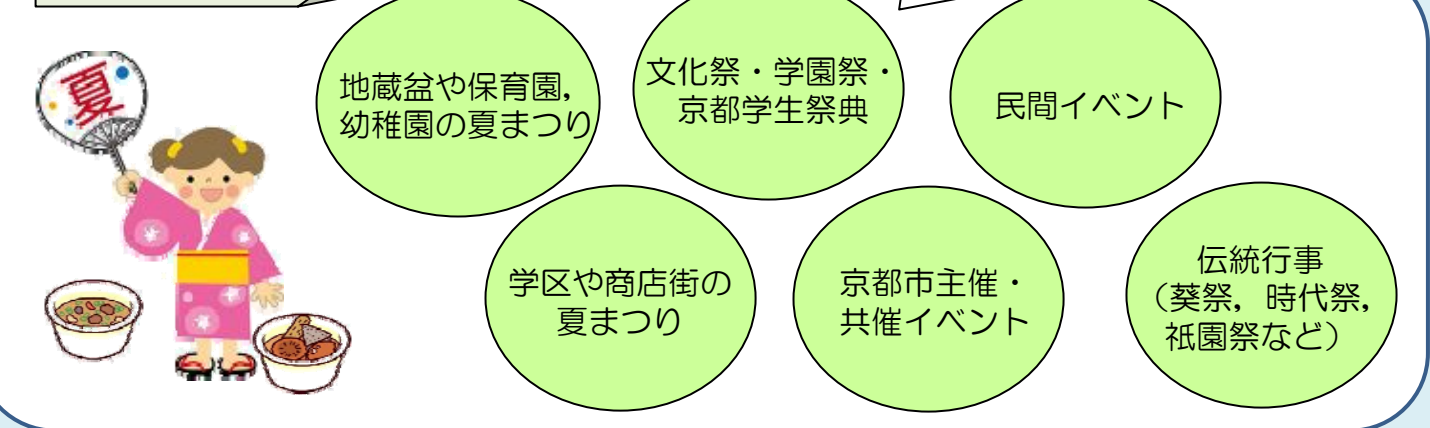 夏
地蔵盆や保育園，
幼稚園の夏まつり
文化祭・学園祭・
京都学生祭典
民間イベント
学区や商店街の
夏まつり
京都市主催・
共催イベント
伝統行事
（葵祭，時代祭，
祇園祭など）